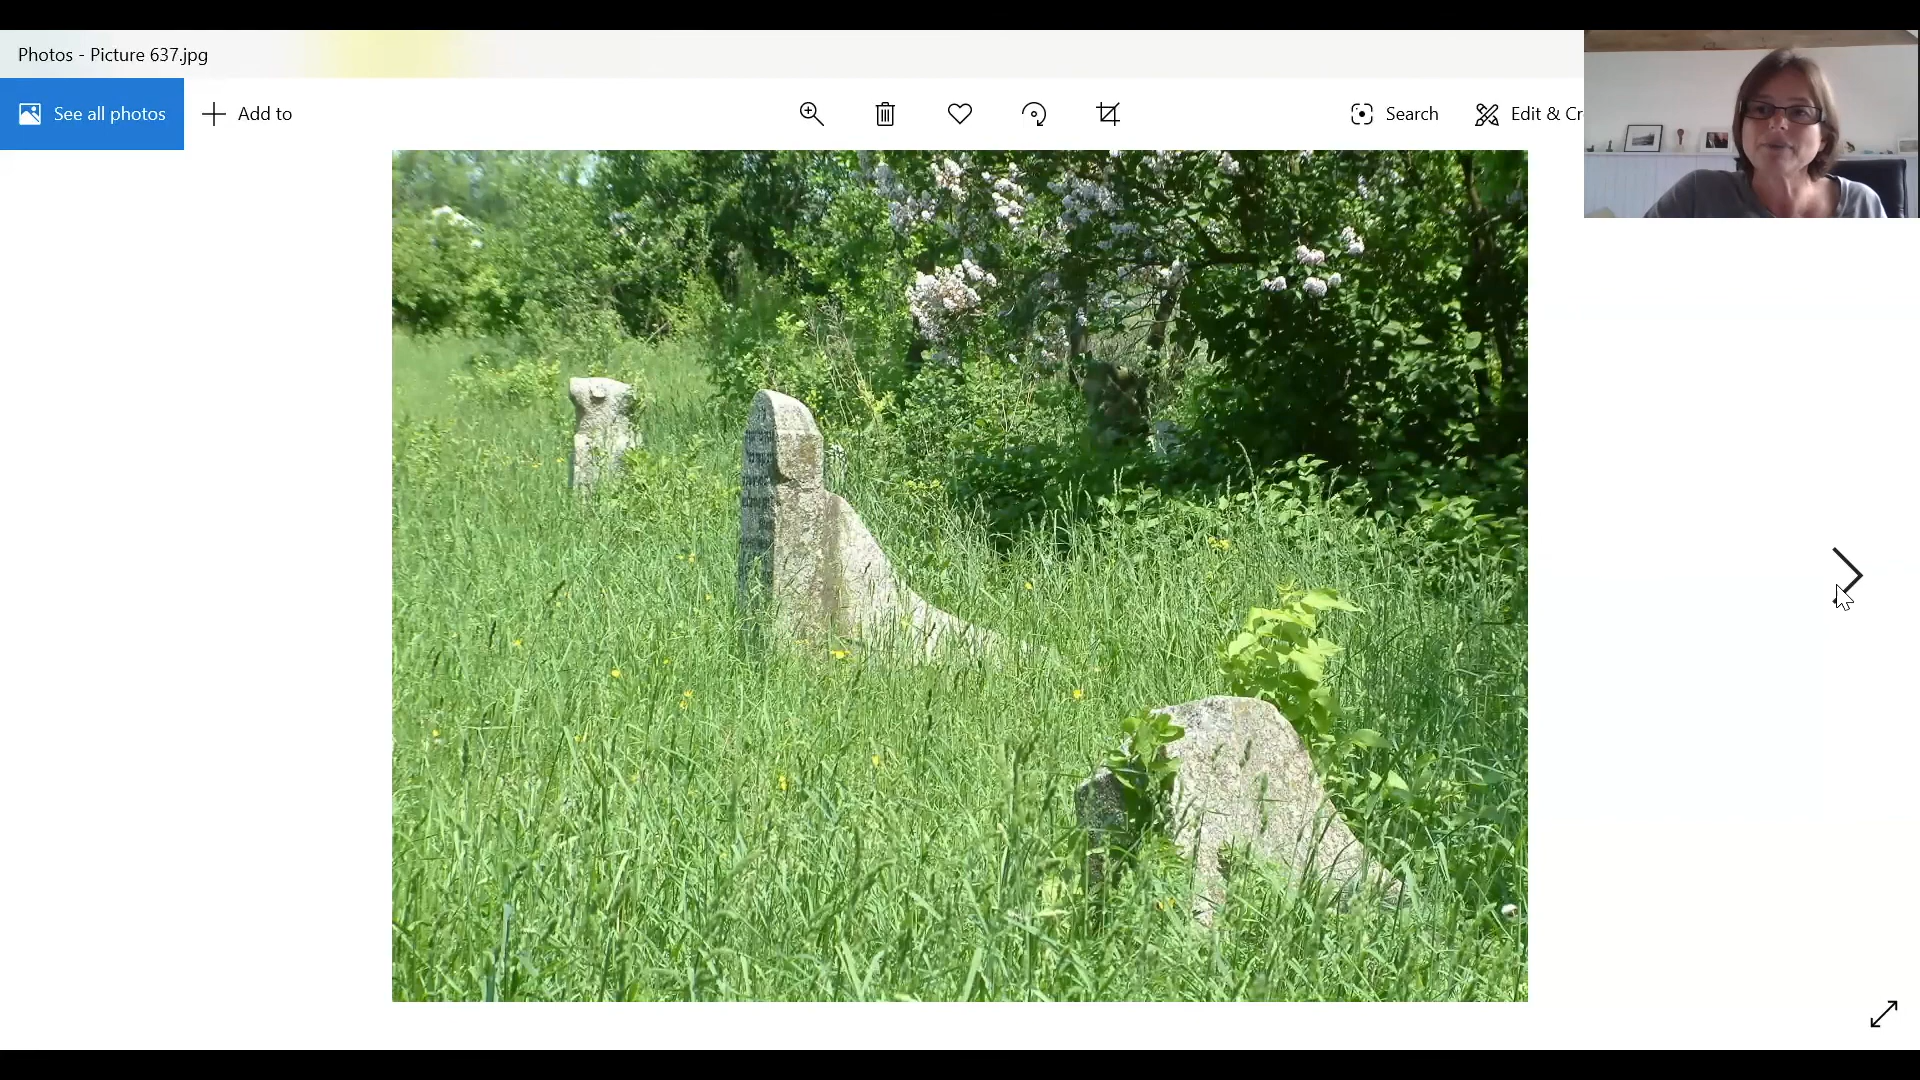 Photos - Picture 637.jpg
See all photos
Add to
Search
Edit & Cr